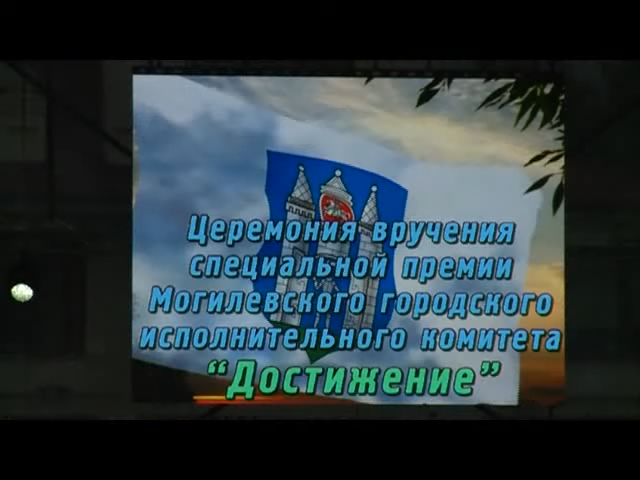 Церемония вручения
специальной премии
Могилевского городского
исполнительного комитета
“Достижение”